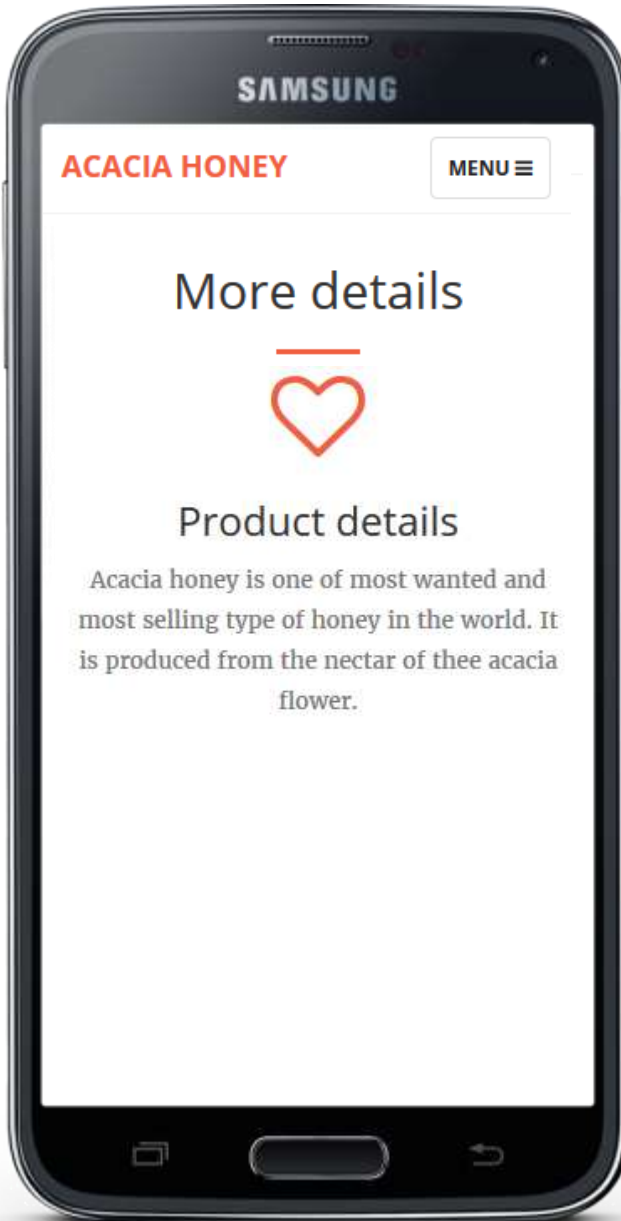 SAMSUNG
ACACIA HONEY
MENU
More details
Product details
Acacia honey is one of most wanted and
most selling type of honey in the world. It
is produced from the nectar of thee acacia
flower.